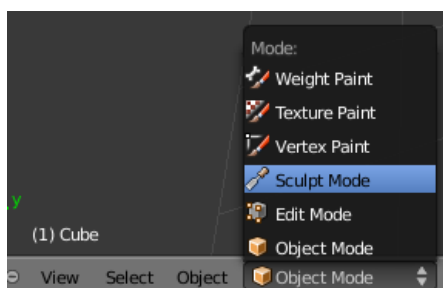 Mode:
Weight Paint
Texture Paint
Vertex Paint
Sculpt Mode
Edit Mode
Object Mode
y
(1) Cube
View Select Object Object Mode